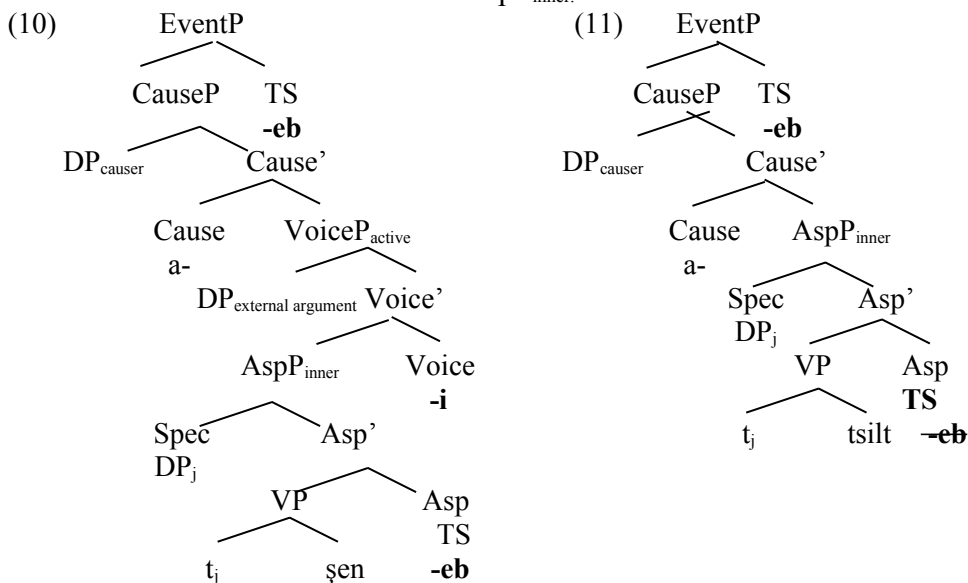 p inner.
(10) EventP (11) EventP
CauseP TS CauseP TS
-eb -eb
DPcauser Cause’ DPcauser Cause’
Cause VoicePactive Cause AspPinner
a- a-
DPexternal argument Voice’ Spec Asp’
DPj
AspPinner Voice VP Asp
-i TS
Spec Asp’ tj tsilt -eb
DPj
VP Asp
TS
tj şen -eb